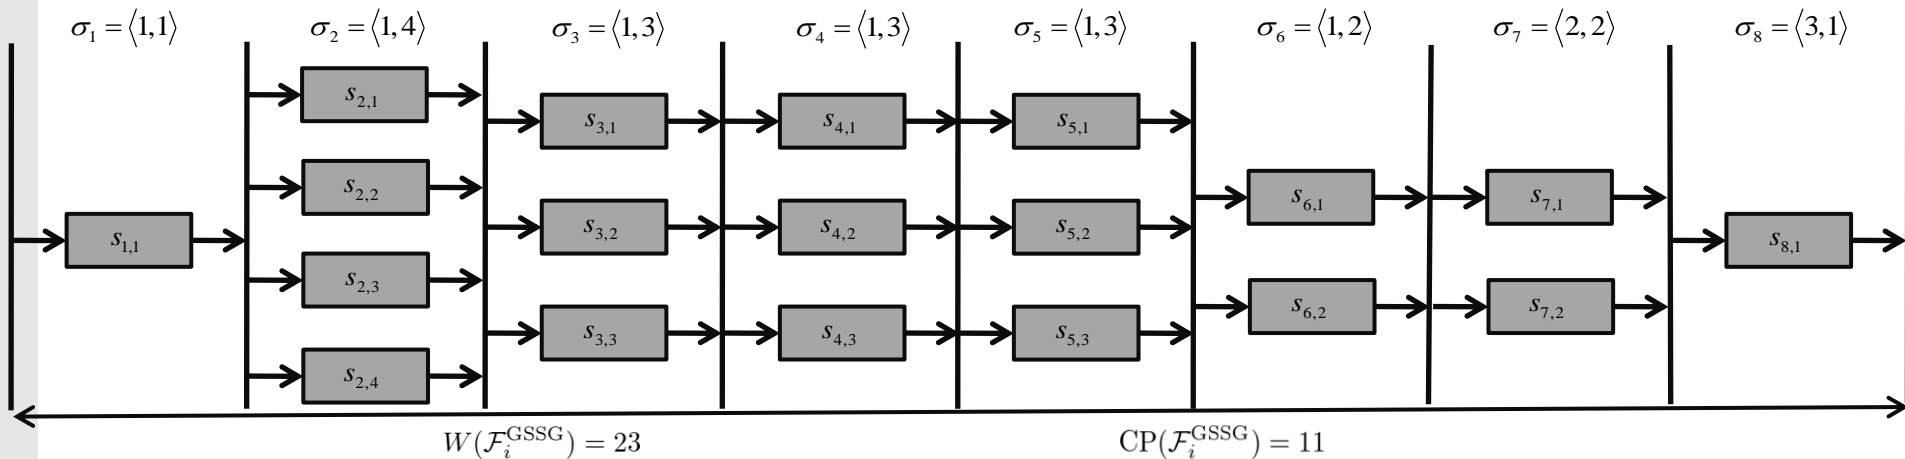 σ₁ = ⟨1,1⟩ σ₂ = ⟨1,4⟩ σ₃ = ⟨1,3⟩ σ₄ = ⟨1,3⟩ σ₅ = ⟨1,3⟩ σ₆ = ⟨1,2⟩ σ₇ = ⟨2,2⟩ σ₈ = ⟨3,1⟩
s₂,₁
s₃,₁ s₄,₁ s₅,₁
s₂,₂
s₆,₁ s₇,₁
s₃,₂ s₄,₂ s₅,₂
s₁,₁ s₈,₁
s₂,₃
s₆,₂ s₇,₂
s₃,₃ s₄,₃ s₅,₃
s₂,₄
W(𝓕ᵢ^GSSG) = 23 CP(𝓕ᵢ^GSSG) = 11